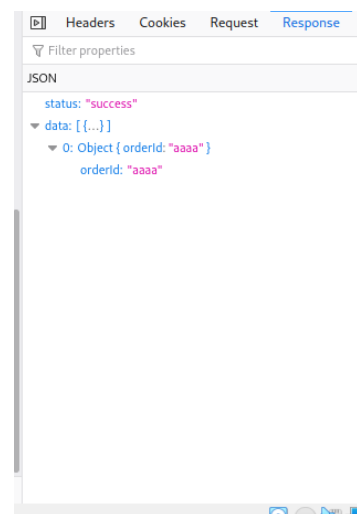 Headers Cookies Request Response
Filter properties
JSON
status: "success"
data: [ {…} ]
0: Object { orderId: "aaaa" }
orderId: "aaaa"